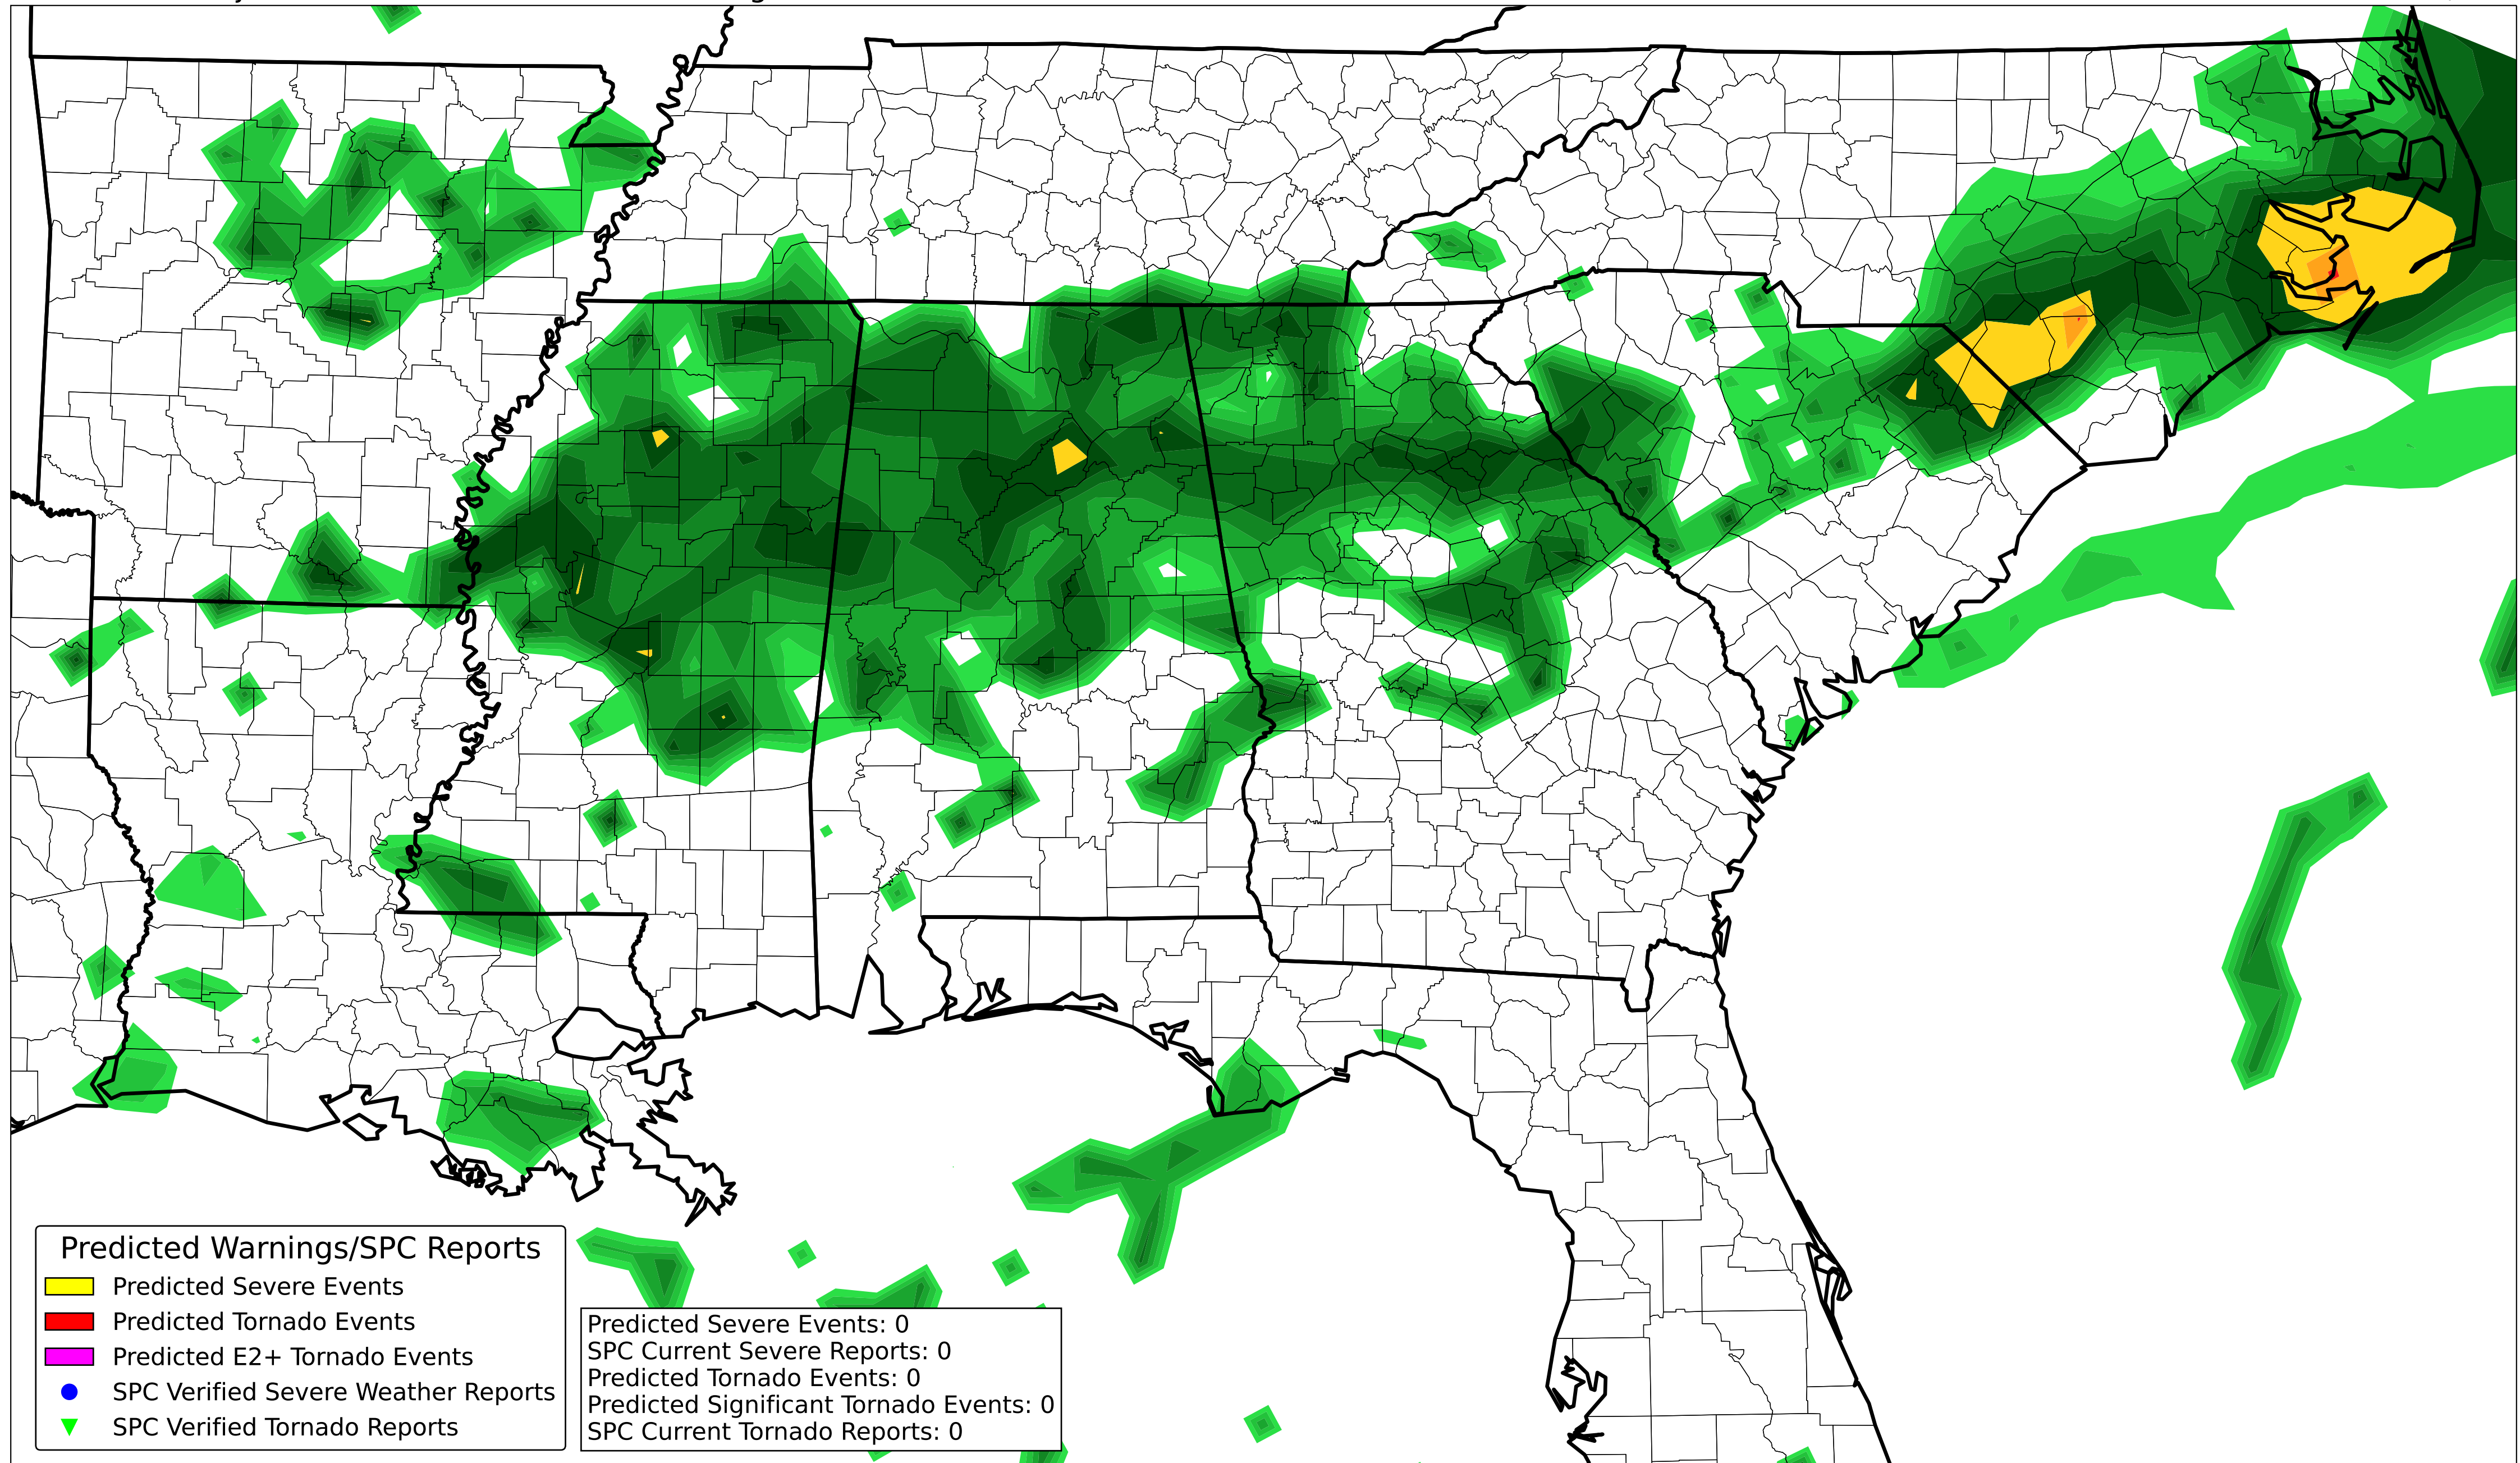 Predicted Warnings/SPC Reports
Predicted Severe Events
Predicted Tornado Events
Predicted E2+ Tornado Events
SPC Verified Severe Weather Reports
SPC Verified Tornado Reports
Predicted Severe Events: 0
SPC Current Severe Reports: 0
Predicted Tornado Events: 0
Predicted Significant Tornado Events: 0
SPC Current Tornado Reports: 0